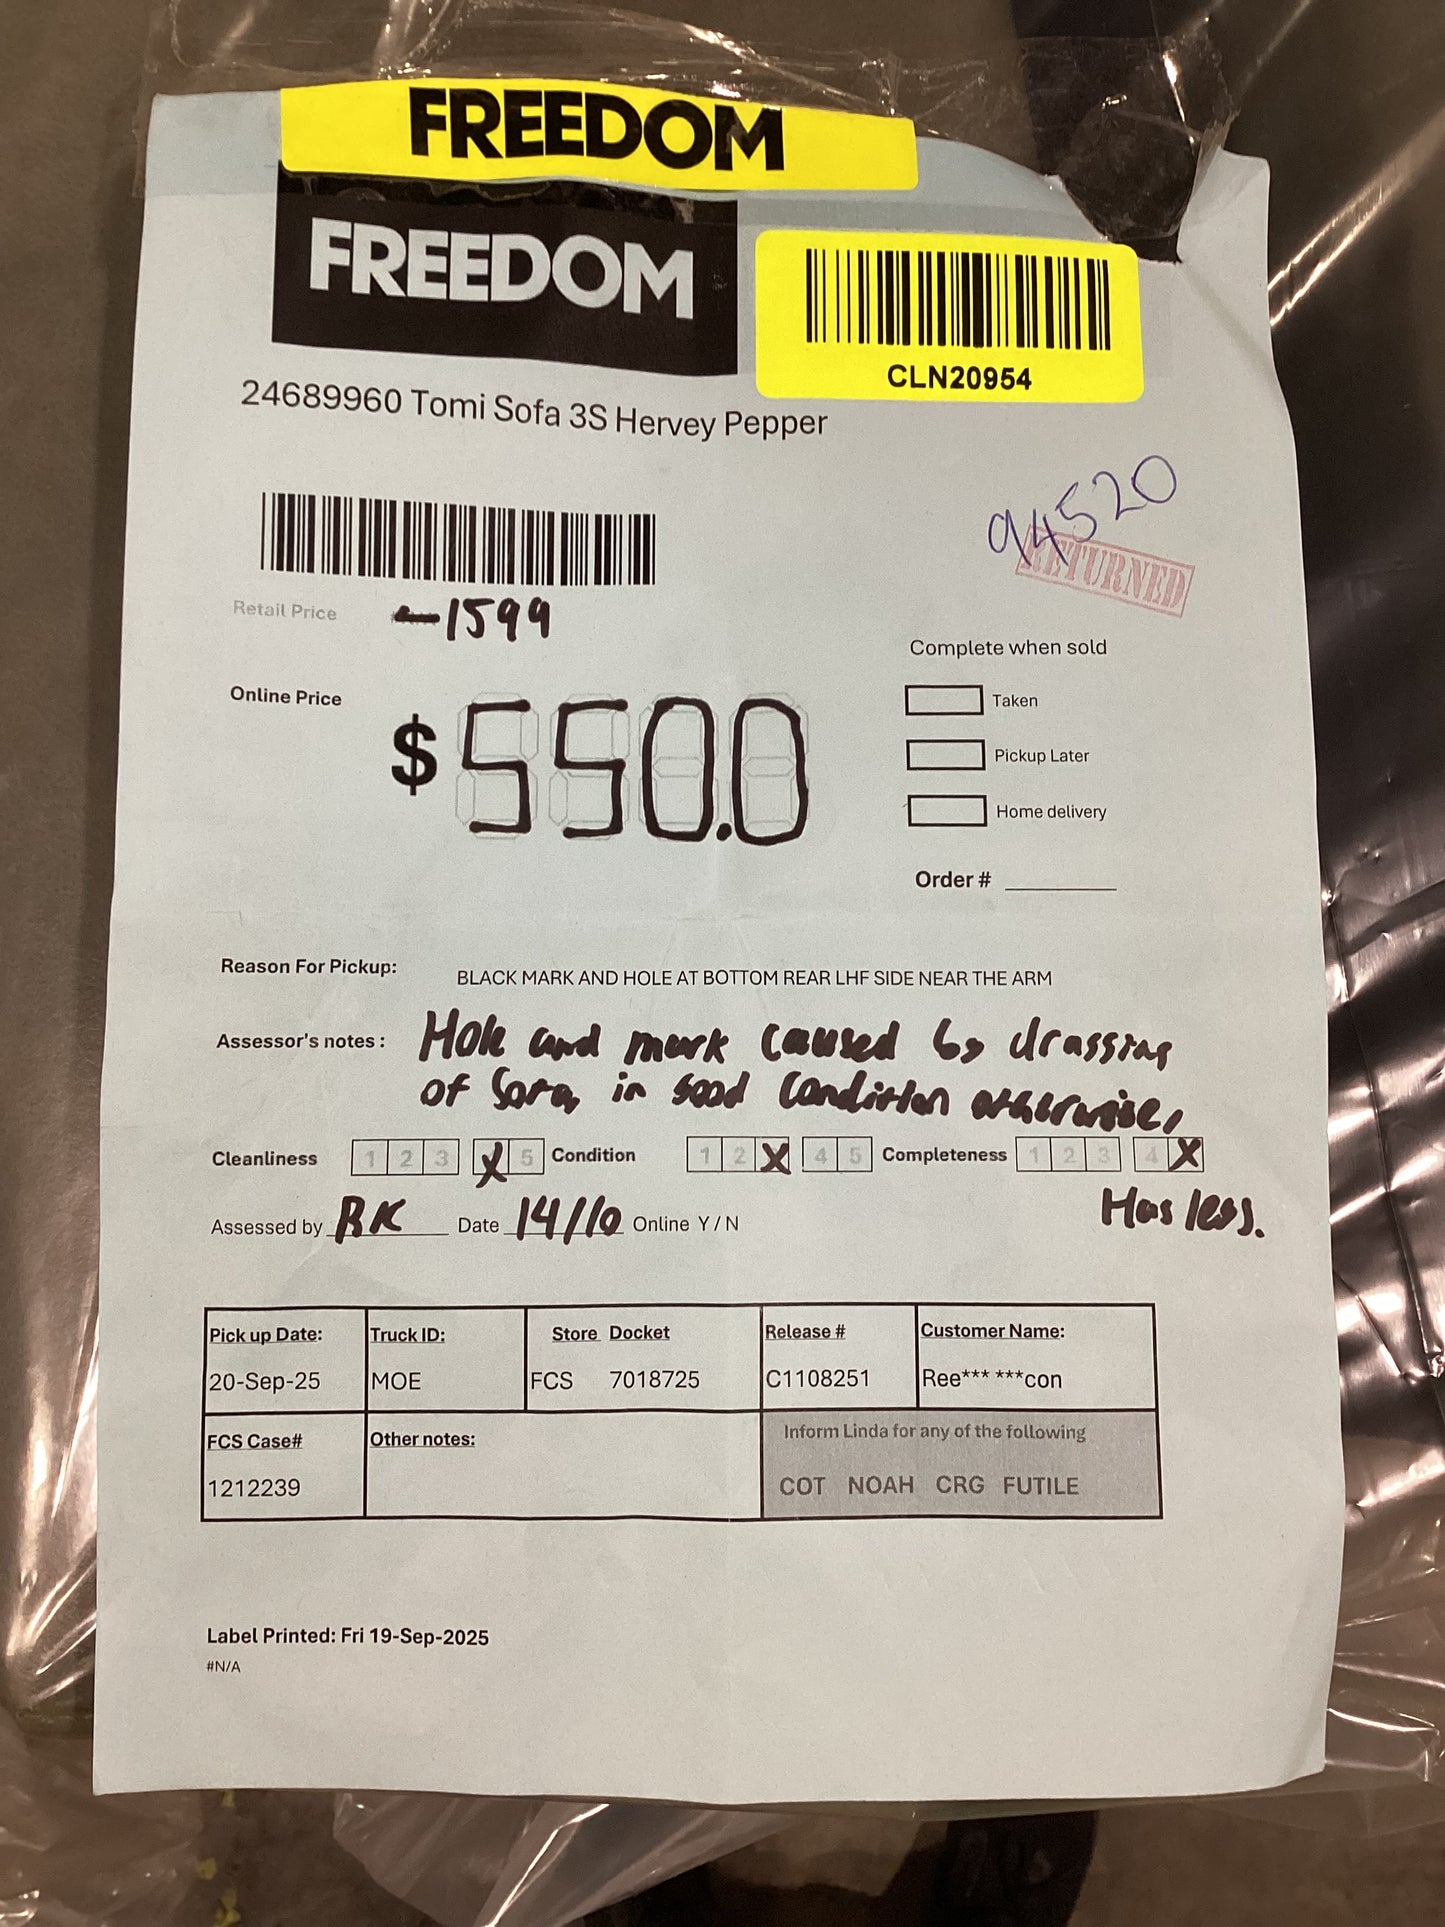 FREEDOM
FREEDOM
CLN20954
24689960 Tomi Sofa 3S Hervey Pepper
94520
RETURNED
Retail Price 1599
Complete when sold
Online Price $ 550.0
Taken
Pickup Later
Home delivery
Order #
Reason For Pickup: BLACK MARK AND HOLE AT BOTTOM REAR LHF SIDE NEAR THE ARM
Assessor's notes: Hole and mark caused by dragging
of sofa, in good condition otherwise,
Cleanliness 1 2 3 X 5 Condition 1 2 X 4 5 Completeness 1 2 3 4 X
Has legs.
Assessed by RK Date 14/10 Online Y / N
Pick up Date: Truck ID: Store Docket Release # Customer Name:
20-Sep-25 MOE FCS 7018725 C1108251 Ree*** ***con
FCS Case# Other notes: Inform Linda for any of the following
1212239 COT NOAH CRG FUTILE
Label Printed: Fri 19-Sep-2025
#N/A